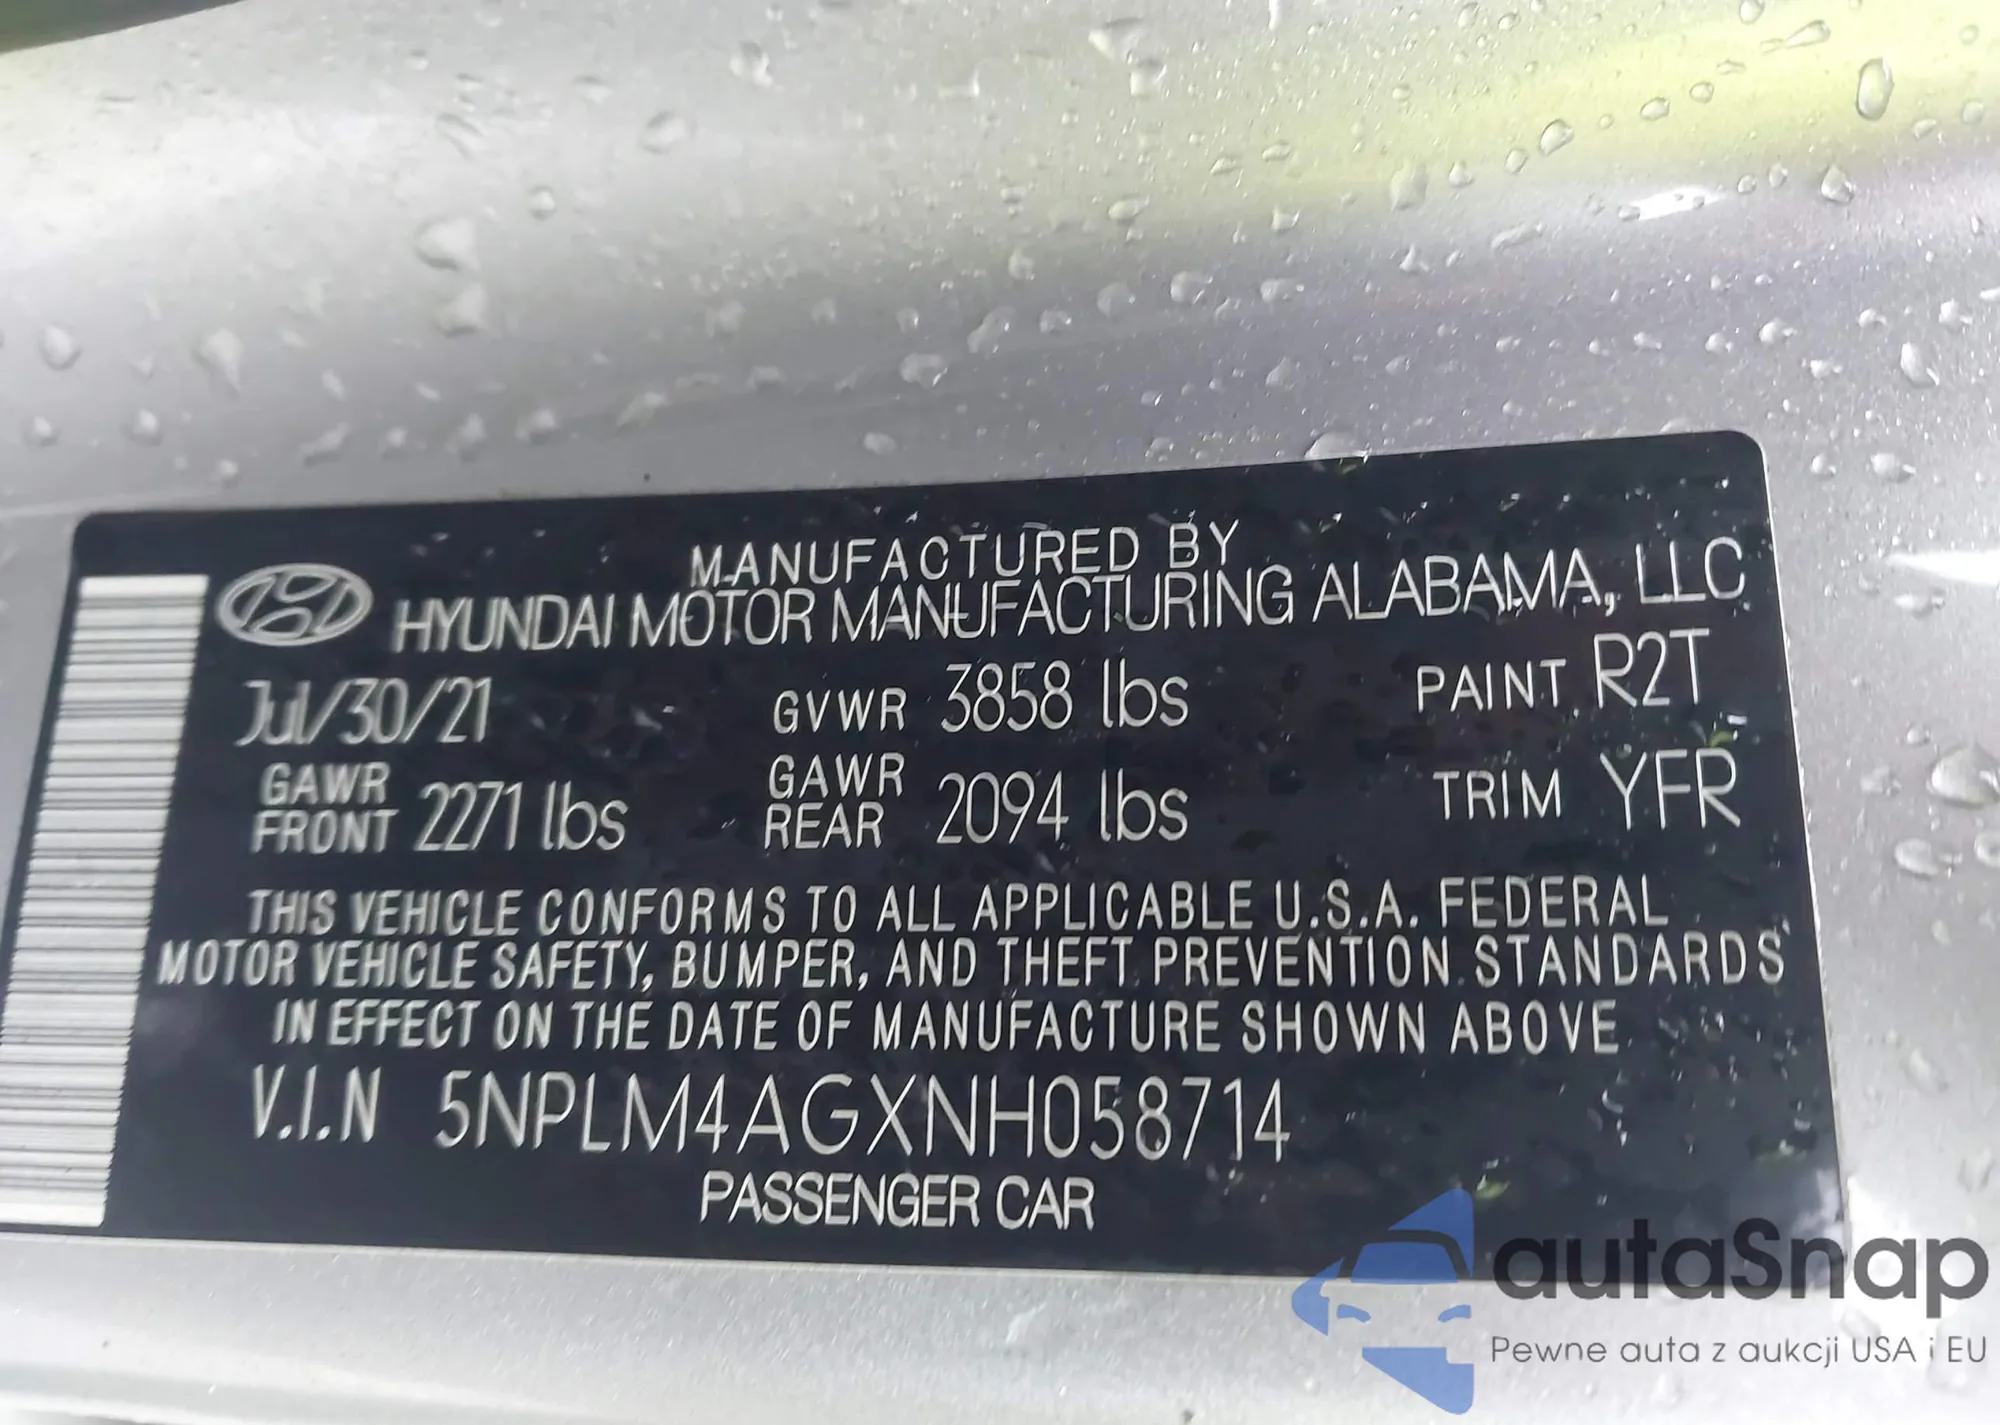 MANUFACTURED BY
HYUNDAI MOTOR MANUFACTURING ALABAMA, LLC
Jul/30/21 GVWR 3858 lbs PAINT R2T
GAWR FRONT 2271 lbs GAWR REAR 2094 lbs TRIM YFR
THIS VEHICLE CONFORMS TO ALL APPLICABLE U.S.A. FEDERAL
MOTOR VEHICLE SAFETY, BUMPER, AND THEFT PREVENTION STANDARDS
IN EFFECT ON THE DATE OF MANUFACTURE SHOWN ABOVE
V.I.N 5NPLM4AGXNH058714
PASSENGER CAR
autaSnap
Pewne auta z aukcji USA i EU